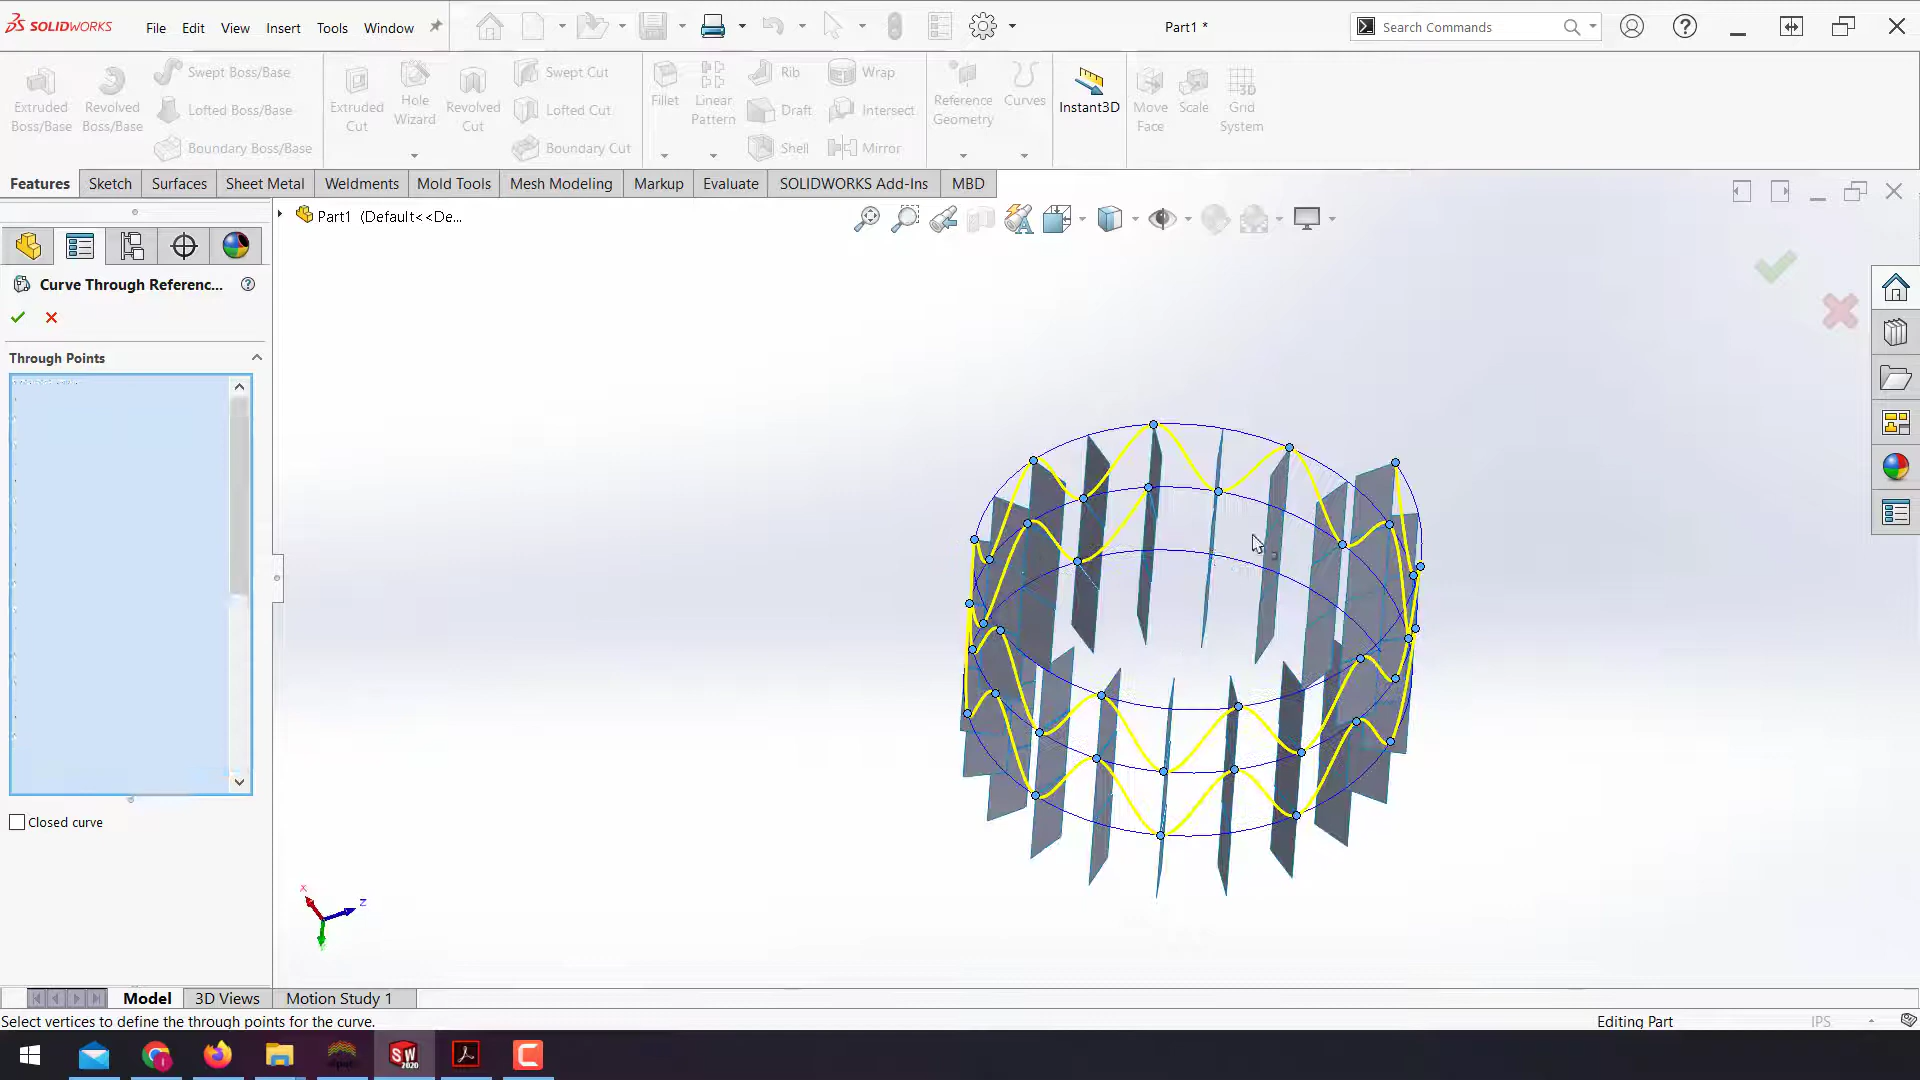 SOLIDWORKS File Edit View Insert Tools Window Part1 * Search Commands
Extruded Boss/Base
Revolved Boss/Base
Swept Boss/Base
Lofted Boss/Base
Boundary Boss/Base
Extruded Cut
Hole Wizard
Revolved Cut
Swept Cut
Lofted Cut
Boundary Cut
Fillet
Linear Pattern
Rib
Draft
Shell
Wrap
Intersect
Mirror
Reference Geometry
Curves
Instant3D
Move Face
Scale
Grid System
Features Sketch Surfaces Sheet Metal Weldments Mold Tools Mesh Modeling Markup Evaluate SOLIDWORKS Add-Ins MBD
Part1 (Default<<De...
Curve Through Referenc...
Through Points
Closed curve
x
z
Model 3D Views Motion Study 1
Select vertices to define the through points for the curve. Editing Part IPS
SW
2020